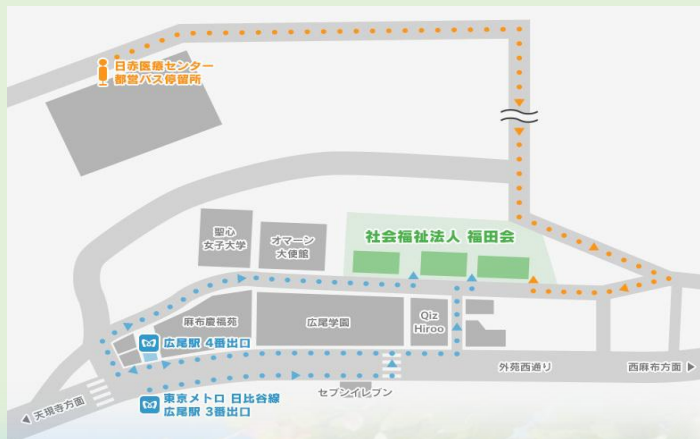 日赤医療センター
都営バス停留所
社会福祉法人 福田会
聖心
女子大学
オマーン
大使館
麻布慶福苑
広尾学園
Qiz
Hiroo
広尾駅 4番出口
外苑西通り
西麻布方面
セブンイレブン
東京メトロ 日比谷線
広尾駅 3番出口
天現寺方面